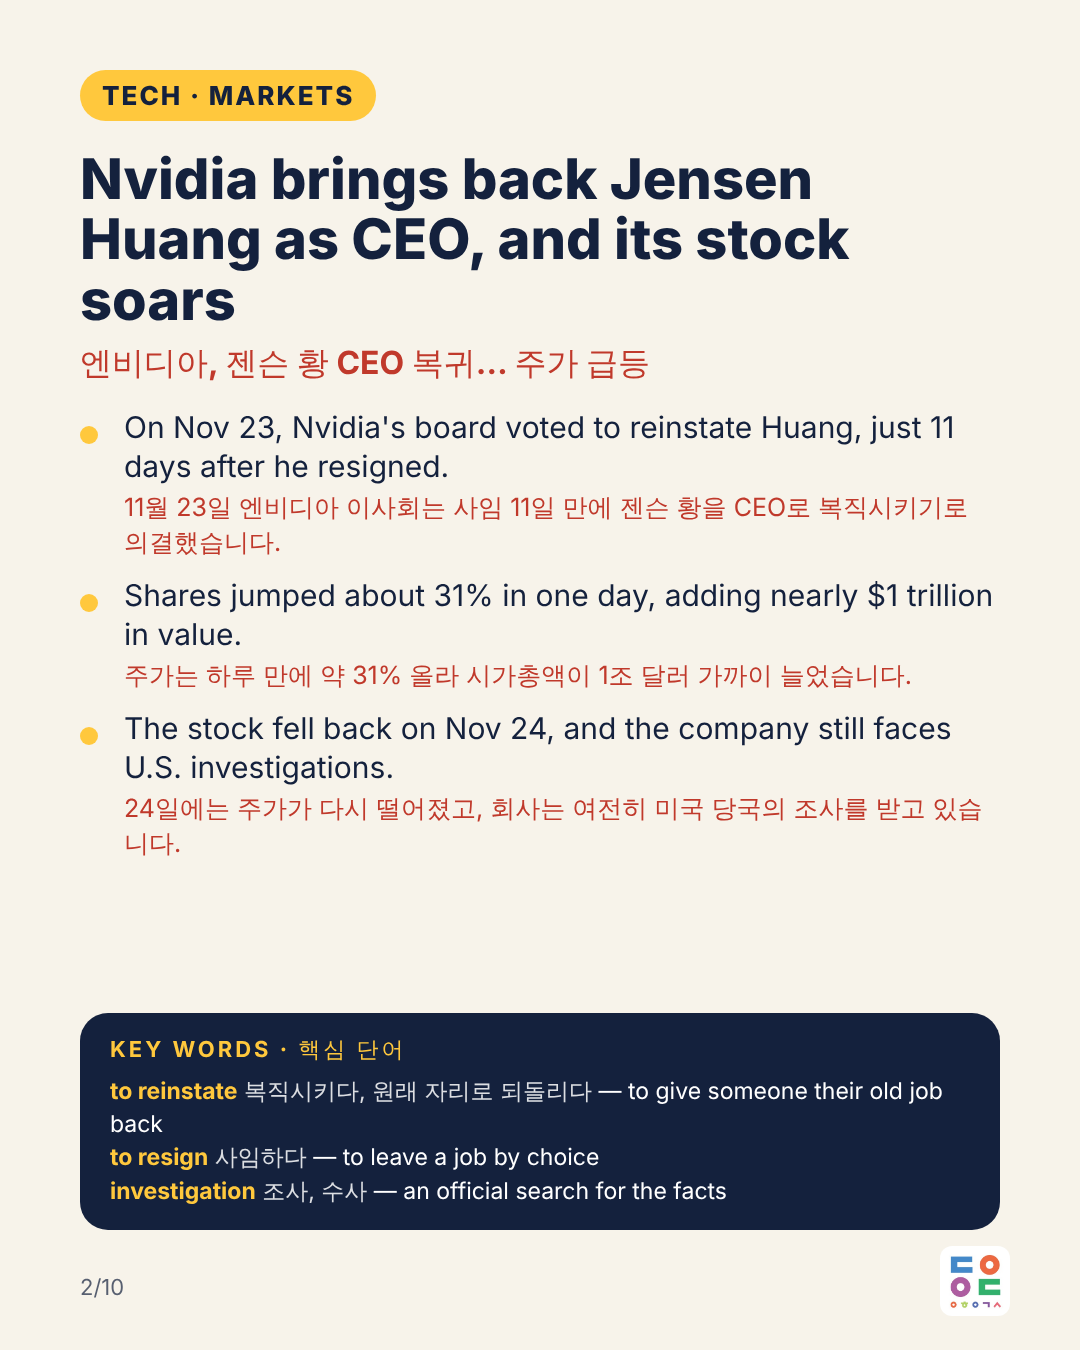 TECH · MARKETS
Nvidia brings back Jensen
Huang as CEO, and its stock
soars
엔비디아, 젠슨 황 CEO 복귀... 주가 급등
On Nov 23, Nvidia's board voted to reinstate Huang, just 11
days after he resigned.
11월 23일 엔비디아 이사회는 사임 11일 만에 젠슨 황을 CEO로 복직시키기로
의결했습니다.
Shares jumped about 31% in one day, adding nearly $1 trillion
in value.
주가는 하루 만에 약 31% 올라 시가총액이 1조 달러 가까이 늘었습니다.
The stock fell back on Nov 24, and the company still faces
U.S. investigations.
24일에는 주가가 다시 떨어졌고, 회사는 여전히 미국 당국의 조사를 받고 있습
니다.
KEY WORDS · 핵심 단어
to reinstate 복직시키다, 원래 자리로 되돌리다 — to give someone their old job
back
to resign 사임하다 — to leave a job by choice
investigation 조사, 수사 — an official search for the facts
2/10